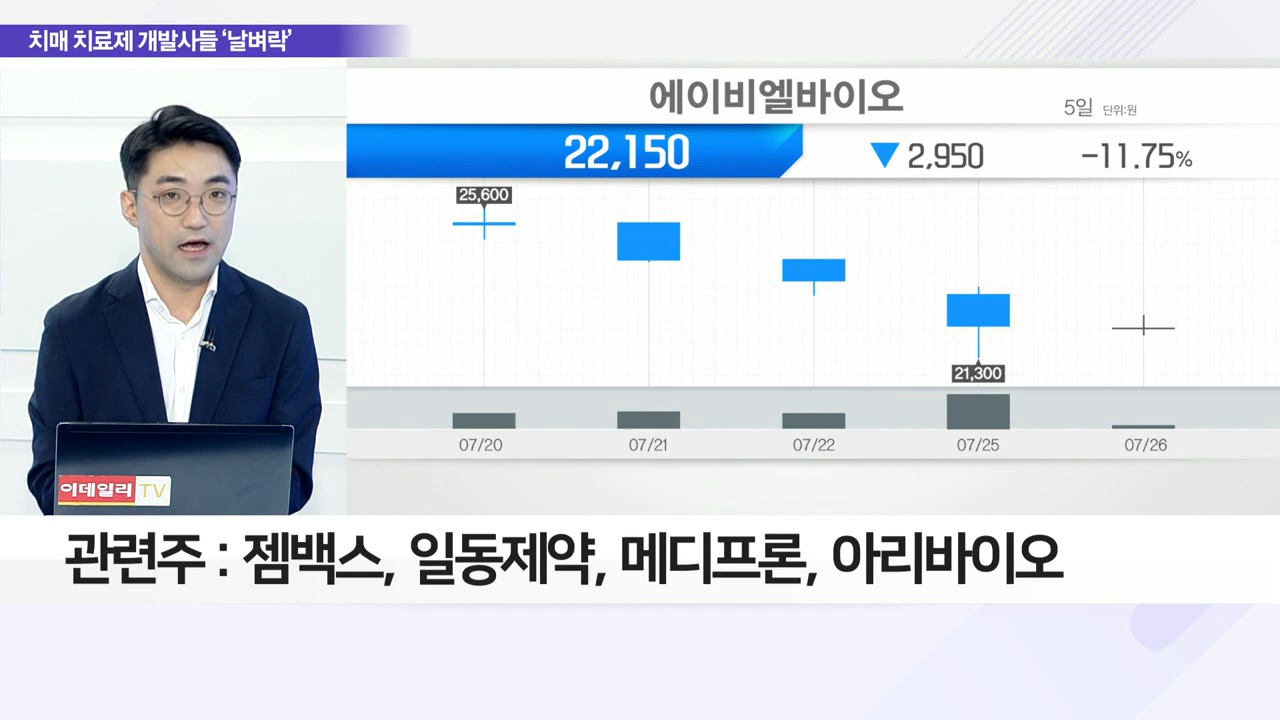 치매 치료제 개발사들 ‘날벼락’
에이비엘바이오
5일 단위:원
22,150 ▼ 2,950 -11.75%
25,600
21,300
07/20 07/21 07/22 07/25 07/26
이데일리 TV
관련주 : 젬백스, 일동제약, 메디프론, 아리바이오